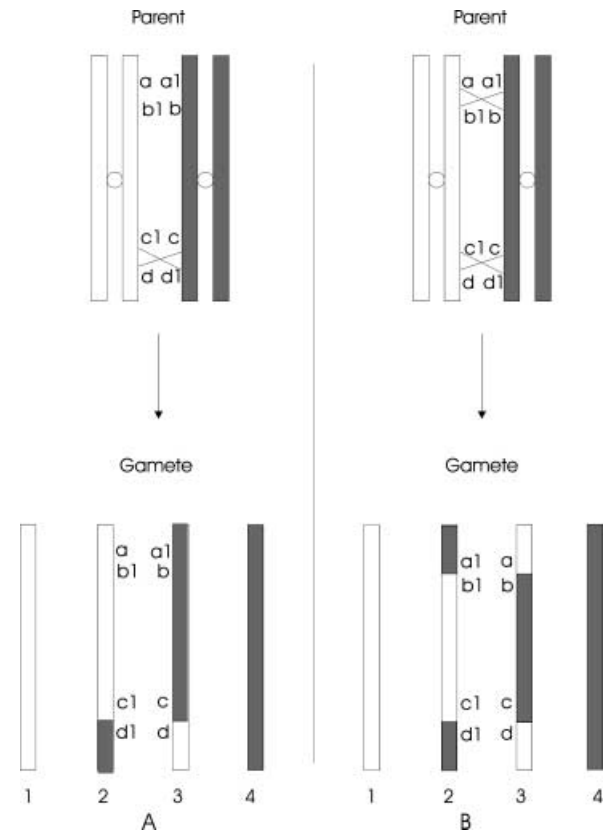 Parent
a a1
b1 b
c1 c
d d1
Gamete
a a1
b1 b
c1 c
d1 d
1 2 3 4
A
Parent
a a1
b1 b
c1 c
d d1
Gamete
a1 a
b1 b
c1 c
d1 d
1 2 3 4
B